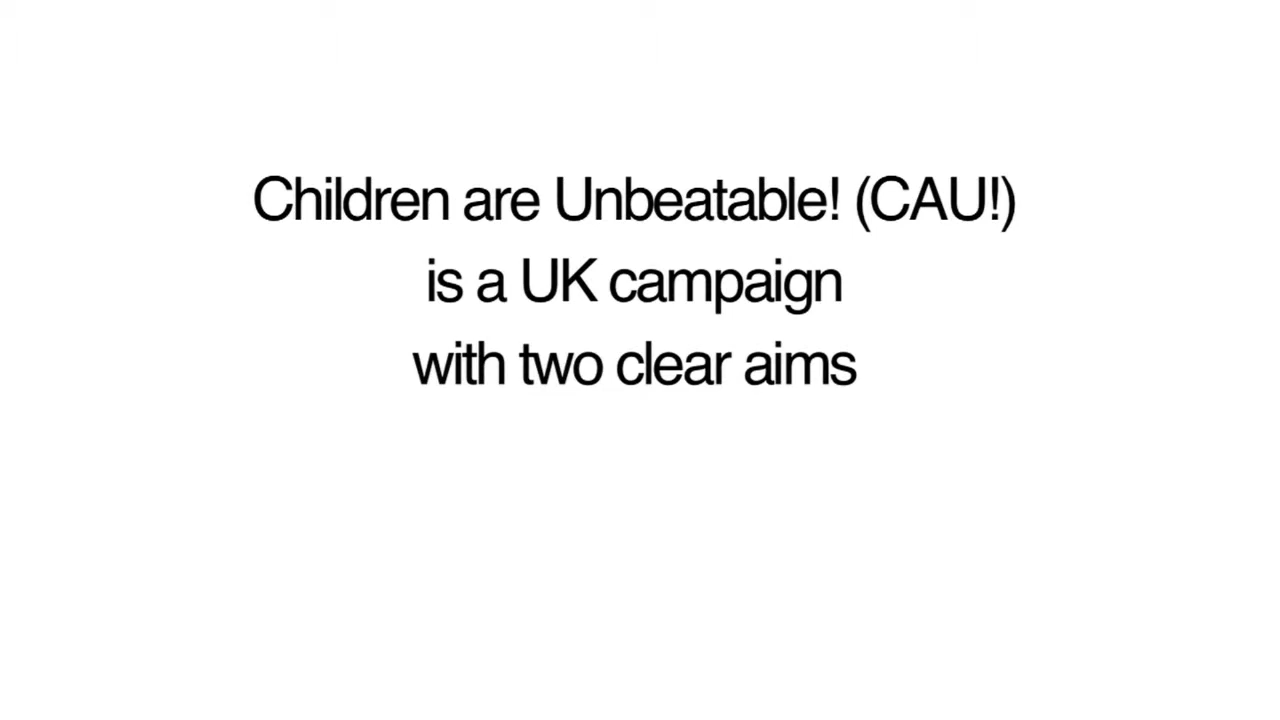 Children are Unbeatable! (CAU!)
is a UK campaign
with two clear aims